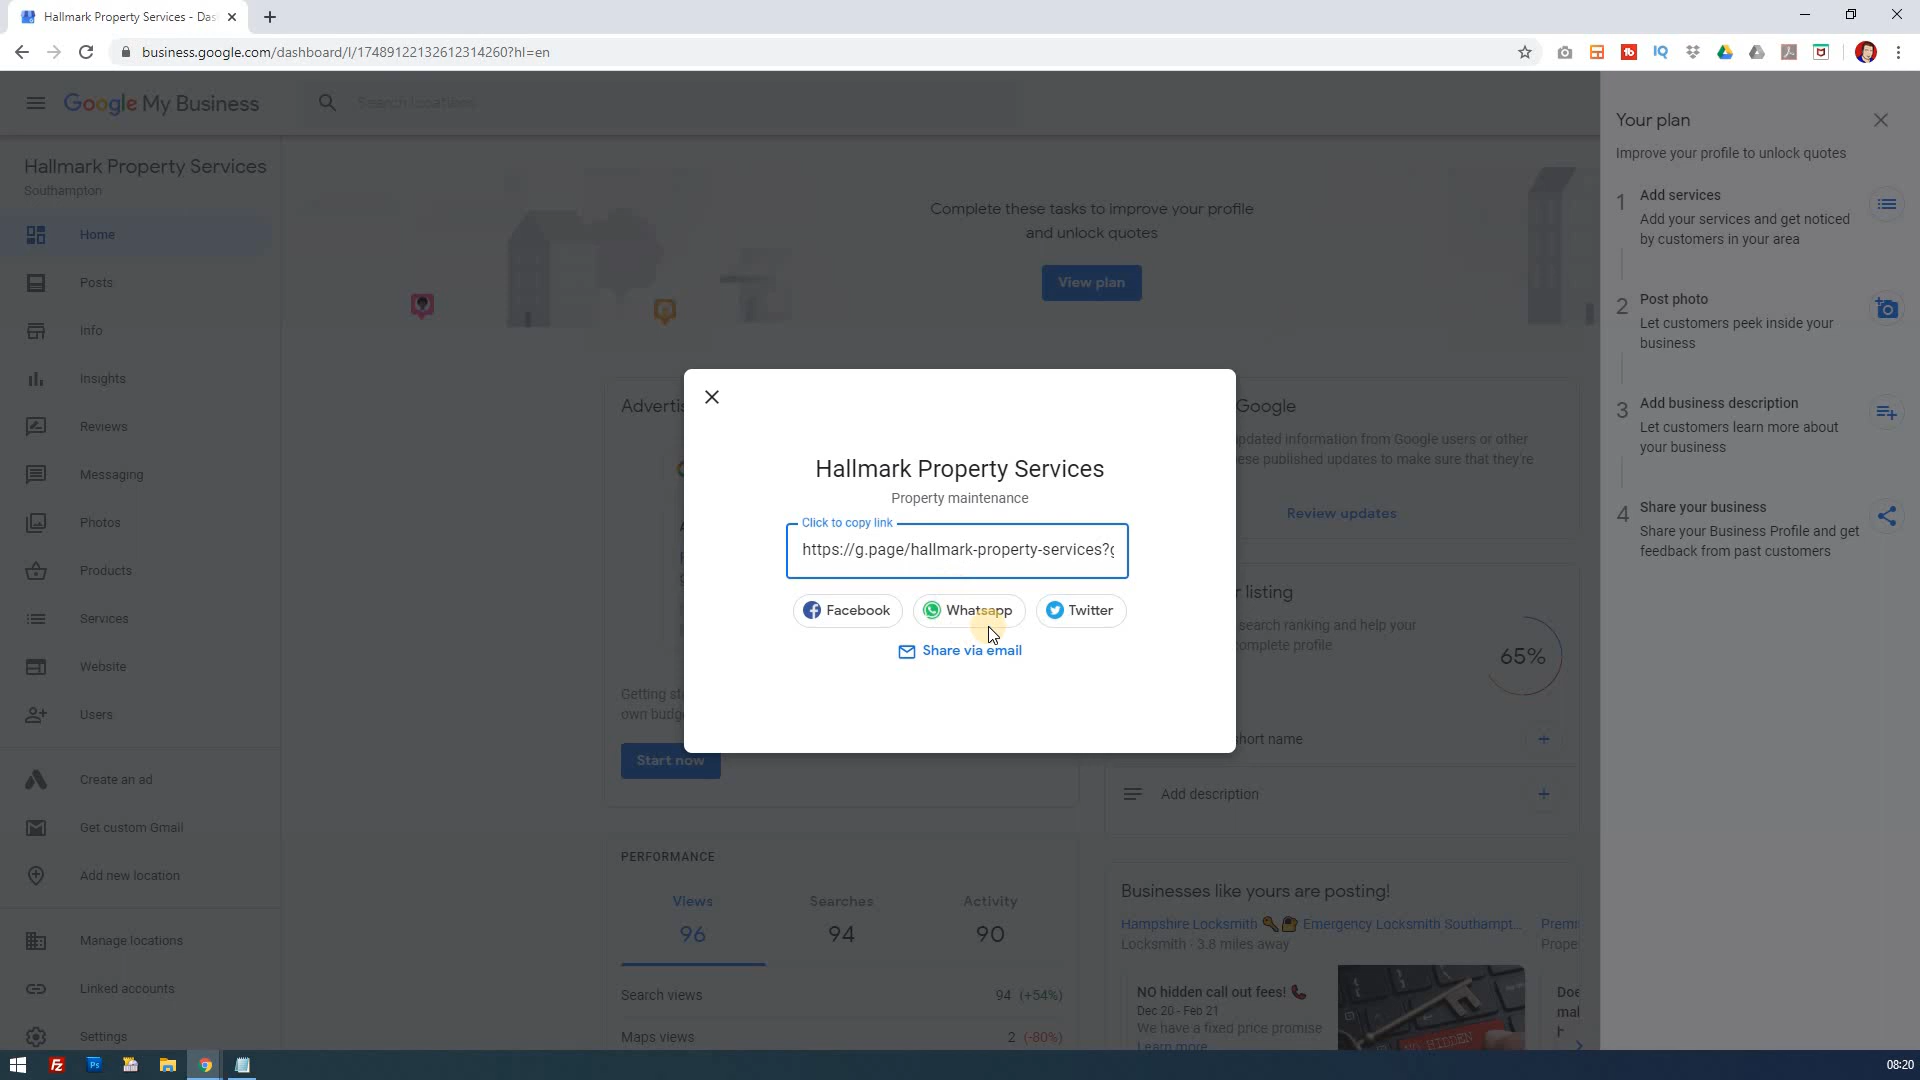 Hallmark Property Services - Das
business.google.com/dashboard/l/17489122132612314260?hl=en
Google My Business
Search locations
Hallmark Property Services
Southampton
Home
Posts
Info
Insights
Reviews
Messaging
Photos
Products
Services
Website
Users
Create an ad
Get custom Gmail
Add new location
Manage locations
Linked accounts
Settings
Complete these tasks to improve your profile
and unlock quotes
View plan
Adverti
Getting st
own budg
Start now
Hallmark Property Services
Property maintenance
Click to copy link
https://g.page/hallmark-property-services?g
Facebook
Whatsapp
Twitter
Share via email
Google
updated information from Google users or other
ese published updates to make sure that they're
Review updates
r listing
search ranking and help your
omplete profile
65%
short name
Add description
PERFORMANCE
Views
Searches
Activity
96
94
90
Search views
94 (+54%)
Maps views
2 (-80%)
Businesses like yours are posting!
Hampshire Locksmith Emergency Locksmith Southampt...
Locksmith · 3.8 miles away
NO hidden call out fees!
Dec 20 - Feb 21
We have a fixed price promise
Learn more
NO HIDDEN
Premi
Prope
Doe
mal
Your plan
Improve your profile to unlock quotes
1
Add services
Add your services and get noticed
by customers in your area
2
Post photo
Let customers peek inside your
business
3
Add business description
Let customers learn more about
your business
4
Share your business
Share your Business Profile and get
feedback from past customers
08:20